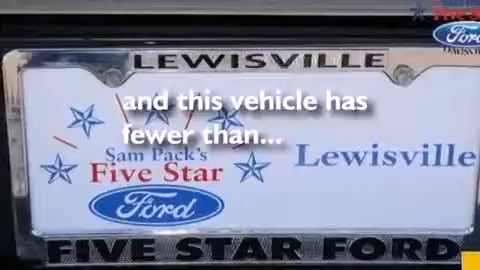 LEWISVILLE
Ford
and this vehicle has
fewer than...
Sam Pack's
Five Star
Lewisville
Ford
FIVE STAR FORD